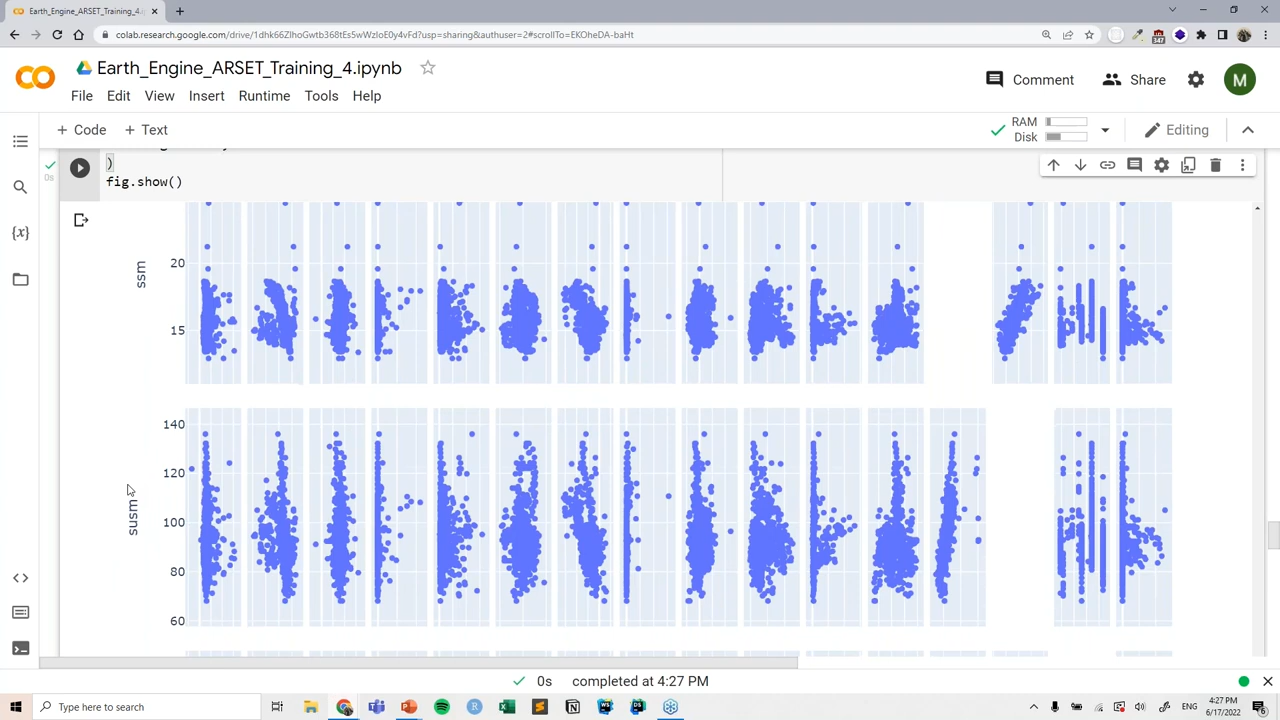 Earth_Engine_ARSET_Training_4.i
colab.research.google.com/drive/1dhk66ZlhoGwtb368tEs5wWzIoE0y4vFd?usp=sharing&authuser=2#scrollTo=EKOheDA-baHt
347
Earth_Engine_ARSET_Training_4.ipynb
Comment
Share
M
File Edit View Insert Runtime Tools Help
+ Code + Text
RAM
Disk
Editing
0s
)
fig.show()
ssm
20
15
susm
140
120
100
80
60
{x}
0s completed at 4:27 PM
Type here to search
ENG
4:27 PM
6/17/2022